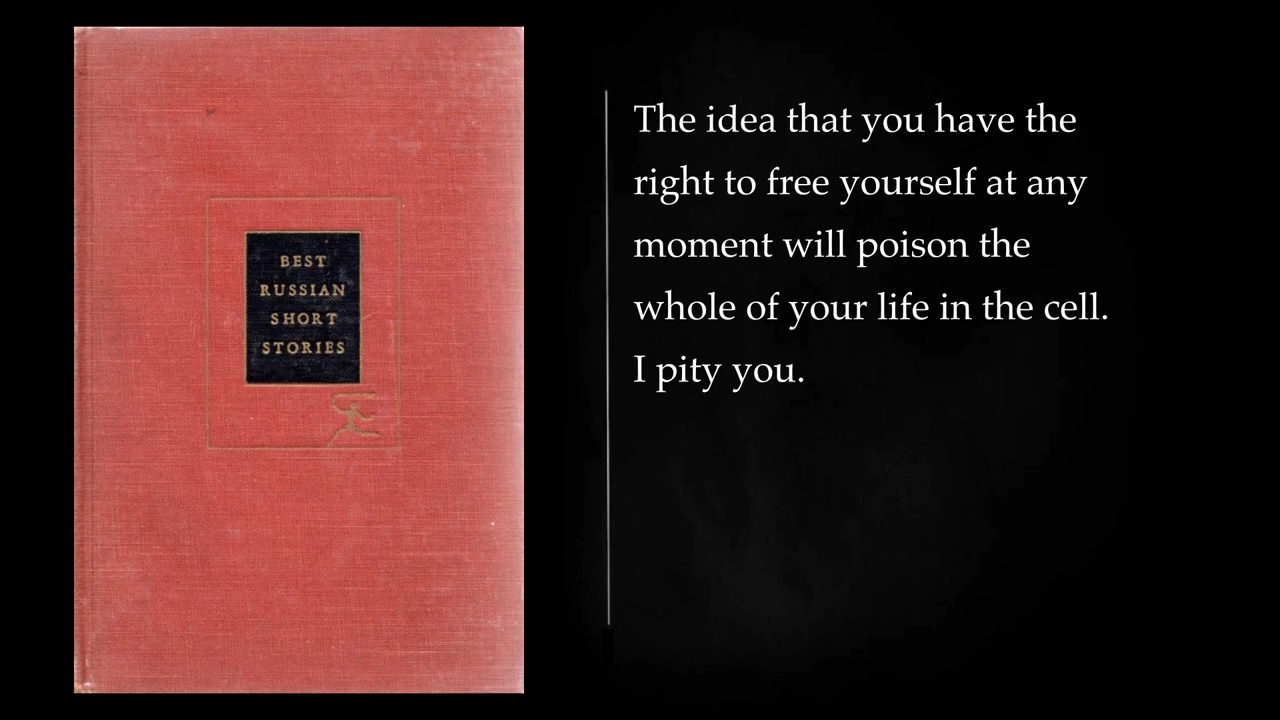 BEST
RUSSIAN
SHORT
STORIES
The idea that you have the
right to free yourself at any
moment will poison the
whole of your life in the cell.
I pity you.